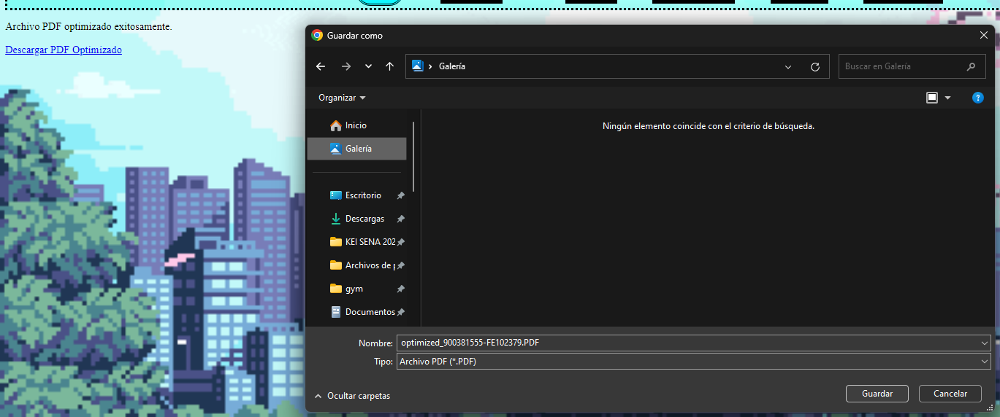 Archivo PDF optimizado exitosamente.
Descargar PDF Optimizado
Guardar como
Galería
Buscar en Galería
Organizar
Inicio
Galería
Ningún elemento coincide con el criterio de búsqueda.
Escritorio
Descargas
KEI SENA 202
Archivos de p
gym
Documentos
Nombre: optimized_900381555-FE102379.PDF
Tipo: Archivo PDF (*.PDF)
Ocultar carpetas
Guardar
Cancelar